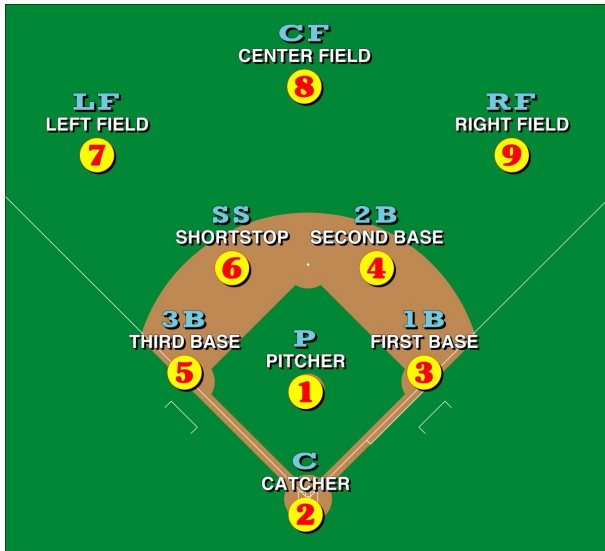 CF
CENTER FIELD
8
LF
LEFT FIELD
7
RF
RIGHT FIELD
9
SS
SHORTSTOP
6
2B
SECOND BASE
4
3B
THIRD BASE
5
P
PITCHER
1
1B
FIRST BASE
3
C
CATCHER
2